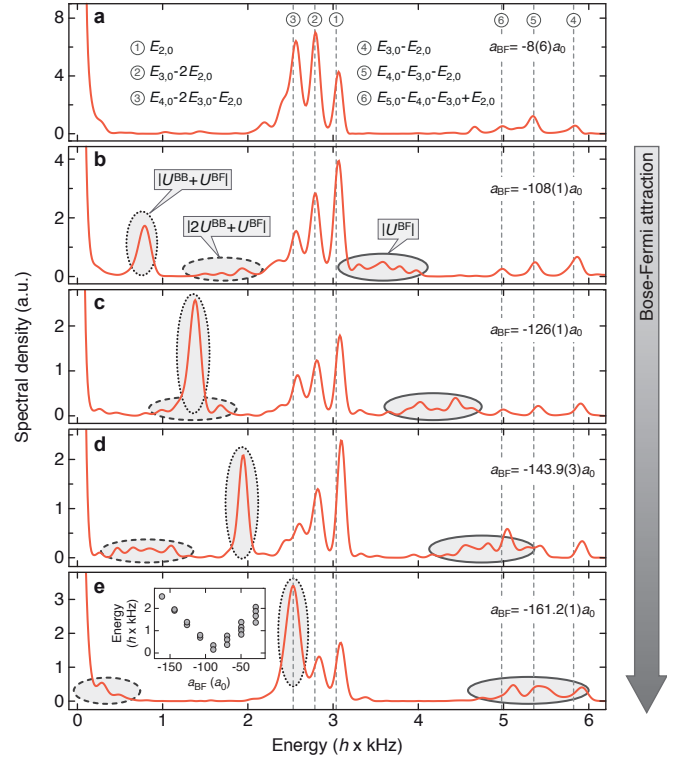 ③ ② ① ⑥ ⑤ ④
a
① E2,0
② E3,0-2E2,0
③ E4,0-2E3,0-E2,0
④ E3,0-E2,0
⑤ E4,0-E3,0-E2,0
⑥ E5,0-E4,0-E3,0+E2,0
aBF= -8(6)a0
8
4
0
b
|UBB+UBF|
|2UBB+UBF|
|UBF|
aBF= -108(1)a0
4
2
0
c
aBF= -126(1)a0
2
1
0
d
aBF= -143.9(3)a0
2
1
0
e
Energy
(h x kHz)
2
1
0
-150 -100 -50
aBF (a0)
aBF= -161.2(1)a0
3
2
1
0
0 1 2 3 4 5 6
Energy (h x kHz)
Spectral density (a.u.)
Bose-Fermi attraction